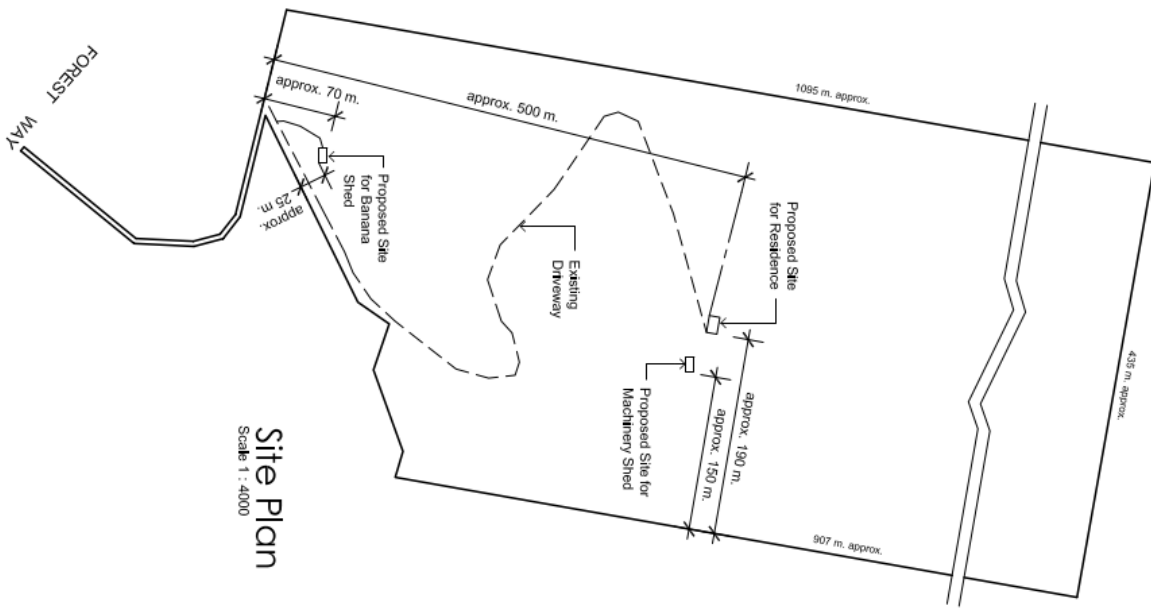 FOREST WAY
approx. 70 m.
approx. 500 m.
1095 m. approx.
Proposed Site
for Banana
Shed
approx.
25 m.
Existing
Driveway
Proposed Site
for Residence
Proposed Site for
Machinery Shed
approx. 190 m.
approx. 150 m.
435 m. approx.
907 m. approx.
Site Plan
Scale 1 : 4000